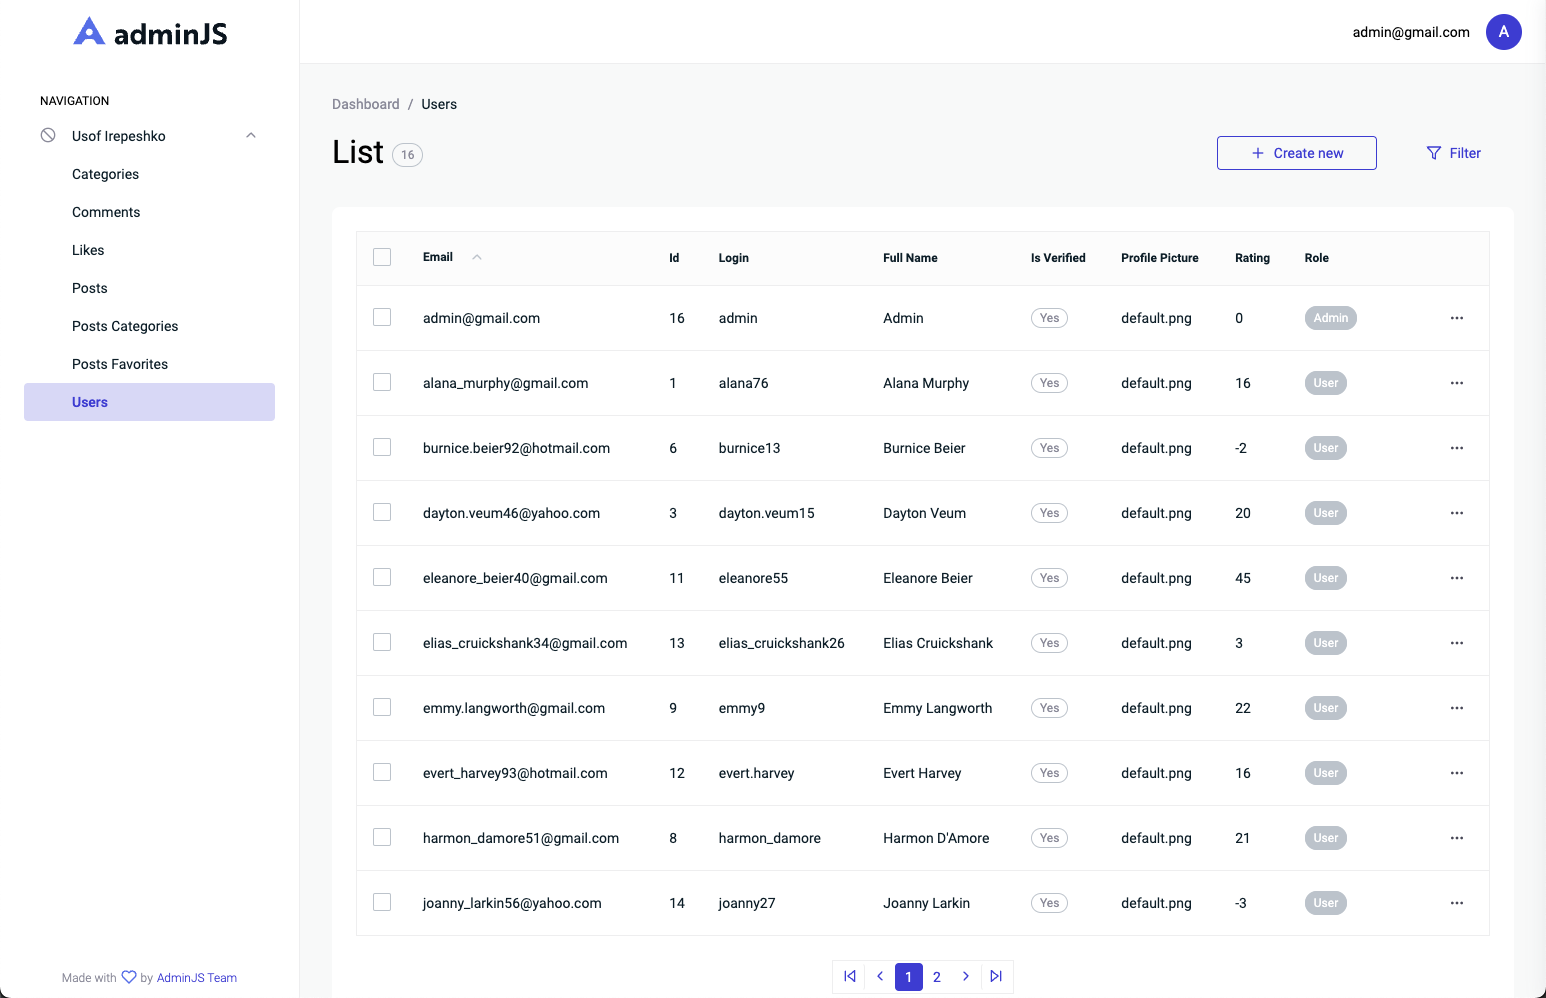 adminJS
admin@gmail.com A
NAVIGATION
Usof Irepeshko
Categories
Comments
Likes
Posts
Posts Categories
Posts Favorites
Users
Made with by AdminJS Team
Dashboard / Users
List 16
+ Create new Filter
Email Id Login Full Name Is Verified Profile Picture Rating Role
admin@gmail.com 16 admin Admin Yes default.png 0 Admin
alana_murphy@gmail.com 1 alana76 Alana Murphy Yes default.png 16 User
burnice.beier92@hotmail.com 6 burnice13 Burnice Beier Yes default.png -2 User
dayton.veum46@yahoo.com 3 dayton.veum15 Dayton Veum Yes default.png 20 User
eleanore_beier40@gmail.com 11 eleanore55 Eleanore Beier Yes default.png 45 User
elias_cruickshank34@gmail.com 13 elias_cruickshank26 Elias Cruickshank Yes default.png 3 User
emmy.langworth@gmail.com 9 emmy9 Emmy Langworth Yes default.png 22 User
evert_harvey93@hotmail.com 12 evert.harvey Evert Harvey Yes default.png 16 User
harmon_damore51@gmail.com 8 harmon_damore Harmon D'Amore Yes default.png 21 User
joanny_larkin56@yahoo.com 14 joanny27 Joanny Larkin Yes default.png -3 User
1 2